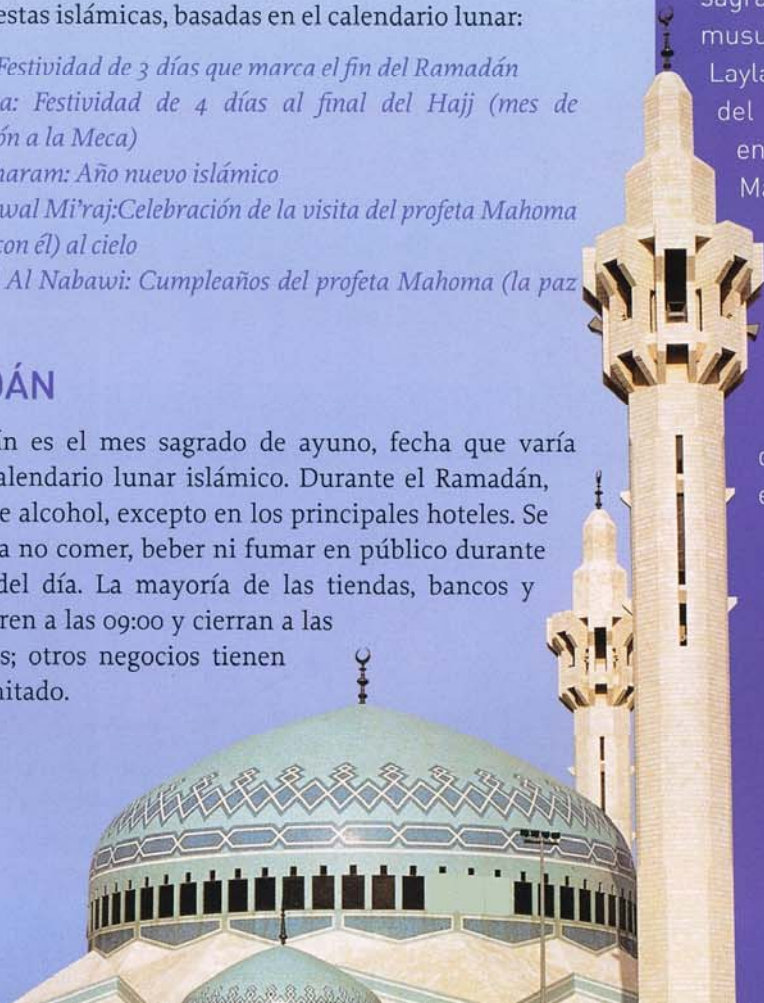 estas islámicas, basadas en el calendario lunar:
Festividad de 3 días que marca el fin del Ramadán
a: Festividad de 4 días al final del Hajj (mes de
ón a la Meca)
haram: Año nuevo islámico
wal Mi'raj:Celebración de la visita del profeta Mahoma
con él) al cielo
Al Nabawi: Cumpleaños del profeta Mahoma (la paz
DÁN
ín es el mes sagrado de ayuno, fecha que varía
alendario lunar islámico. Durante el Ramadán,
e alcohol, excepto en los principales hoteles. Se
a no comer, beber ni fumar en público durante
del día. La mayoría de las tiendas, bancos y
ren a las 09:00 y cierran a las
s; otros negocios tienen
nitado.
sagra
musu
Layla
del
en
Ma